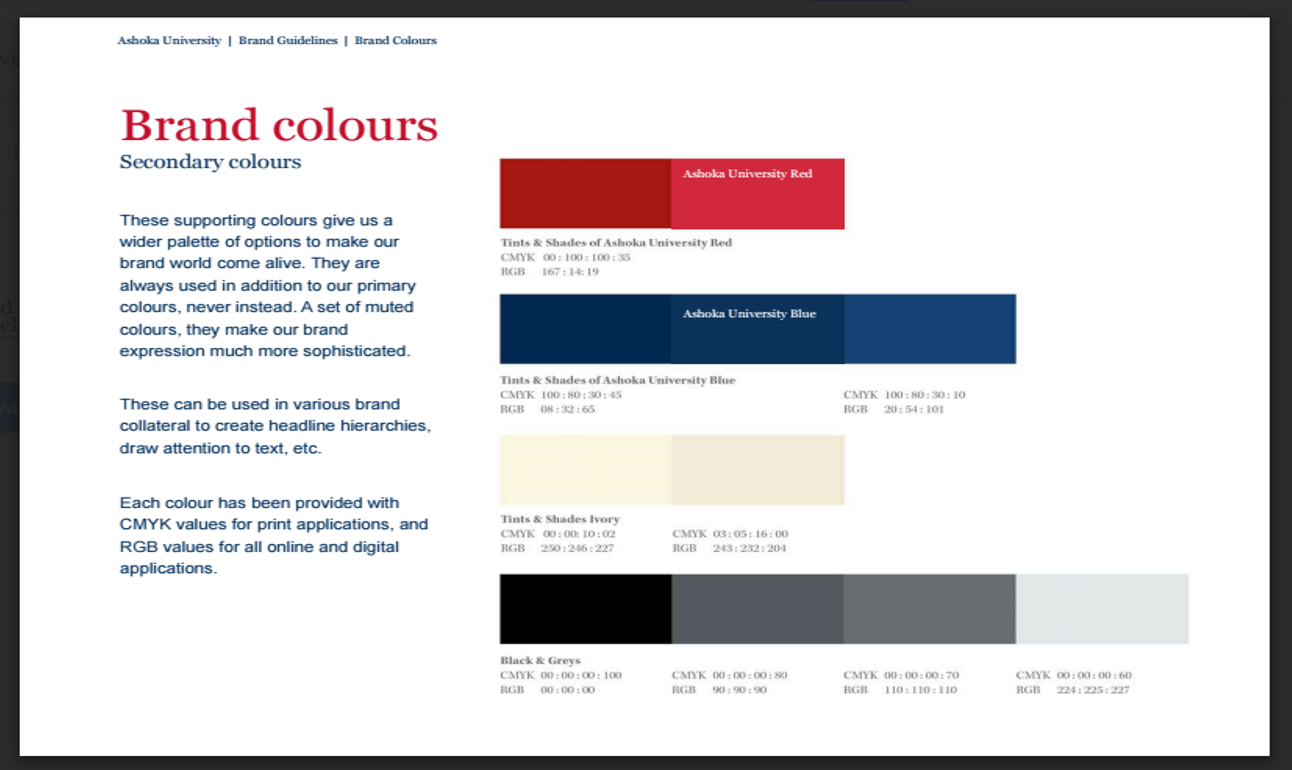 Ashoka University | Brand Guidelines | Brand Colours
Brand colours
Secondary colours
These supporting colours give us a
wider palette of options to make our
brand world come alive. They are
always used in addition to our primary
colours, never instead. A set of muted
colours, they make our brand
expression much more sophisticated.
These can be used in various brand
collateral to create headline hierarchies,
draw attention to text, etc.
Each colour has been provided with
CMYK values for print applications, and
RGB values for all online and digital
applications.
Ashoka University Red
Tints & Shades of Ashoka University Red
CMYK 00:100:100:35
RGB 167:14:19
Ashoka University Blue
Tints & Shades of Ashoka University Blue
CMYK 100:80:30:45 CMYK 100:80:30:10
RGB 08:32:65 RGB 20:54:101
Tints & Shades Ivory
CMYK 00:00:10:02 CMYK 03:05:16:00
RGB 250:246:227 RGB 243:232:204
Black & Greys
CMYK 00:00:00:100 CMYK 00:00:00:80 CMYK 00:00:00:70 CMYK 00:00:00:60
RGB 00:00:00 RGB 90:90:90 RGB 110:110:110 RGB 224:225:227